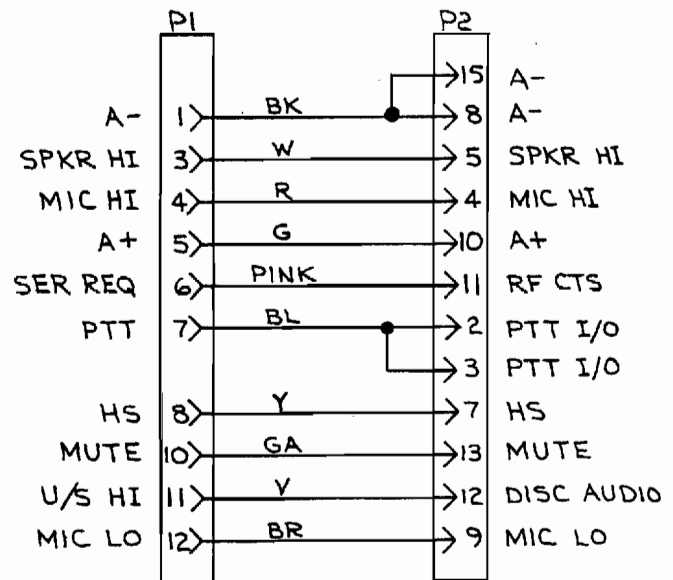 P1 P2
15 A-
A- 1 BK 8 A-
SPKR HI 3 W 5 SPKR HI
MIC HI 4 R 4 MIC HI
A+ 5 G 10 A+
SER REQ 6 PINK 11 RF CTS
PTT 7 BL 2 PTT I/O
3 PTT I/O
HS 8 Y 7 HS
MUTE 10 GA 13 MUTE
U/S HI 11 V 12 DISC AUDIO
MIC LO 12 BR 9 MIC LO